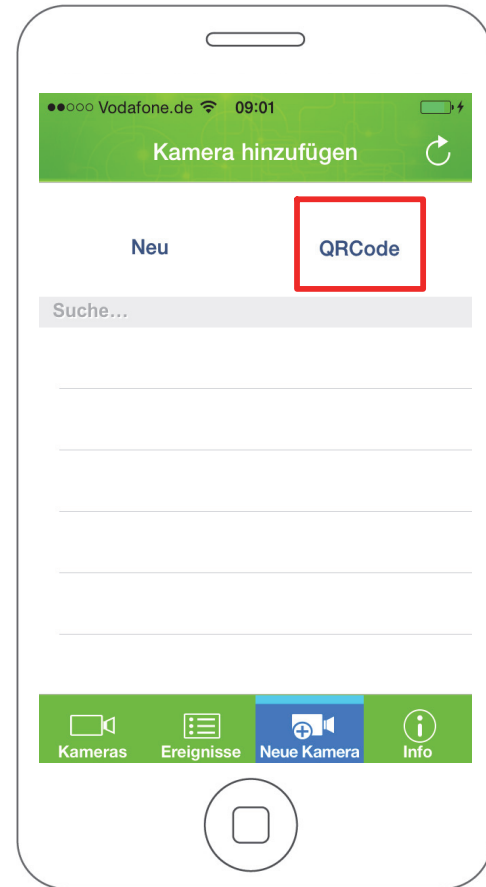 Vodafone.de 09:01
Kamera hinzufügen
Neu QRCode
Suche...
Kameras Ereignisse Neue Kamera Info